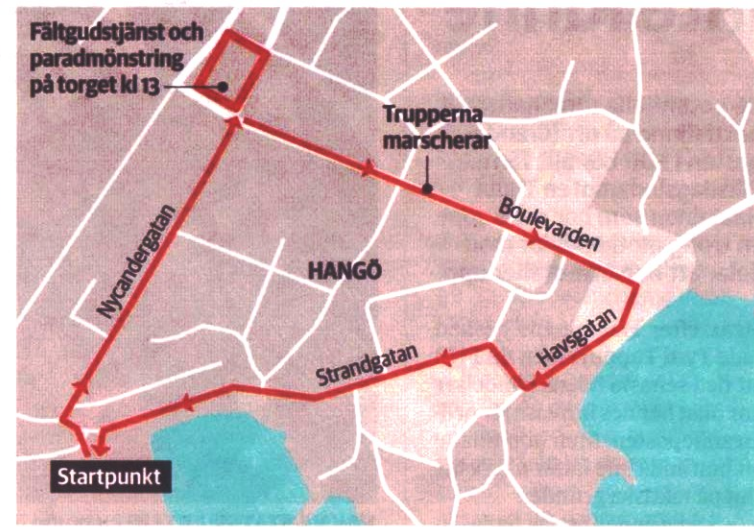 Fältgudstjänst och
paradmönstring
på torget kl 13
Trupperna
marscherar
Boulevarden
Nycandergatan
HANGÖ
Havsgatan
Strandgatan
Startpunkt